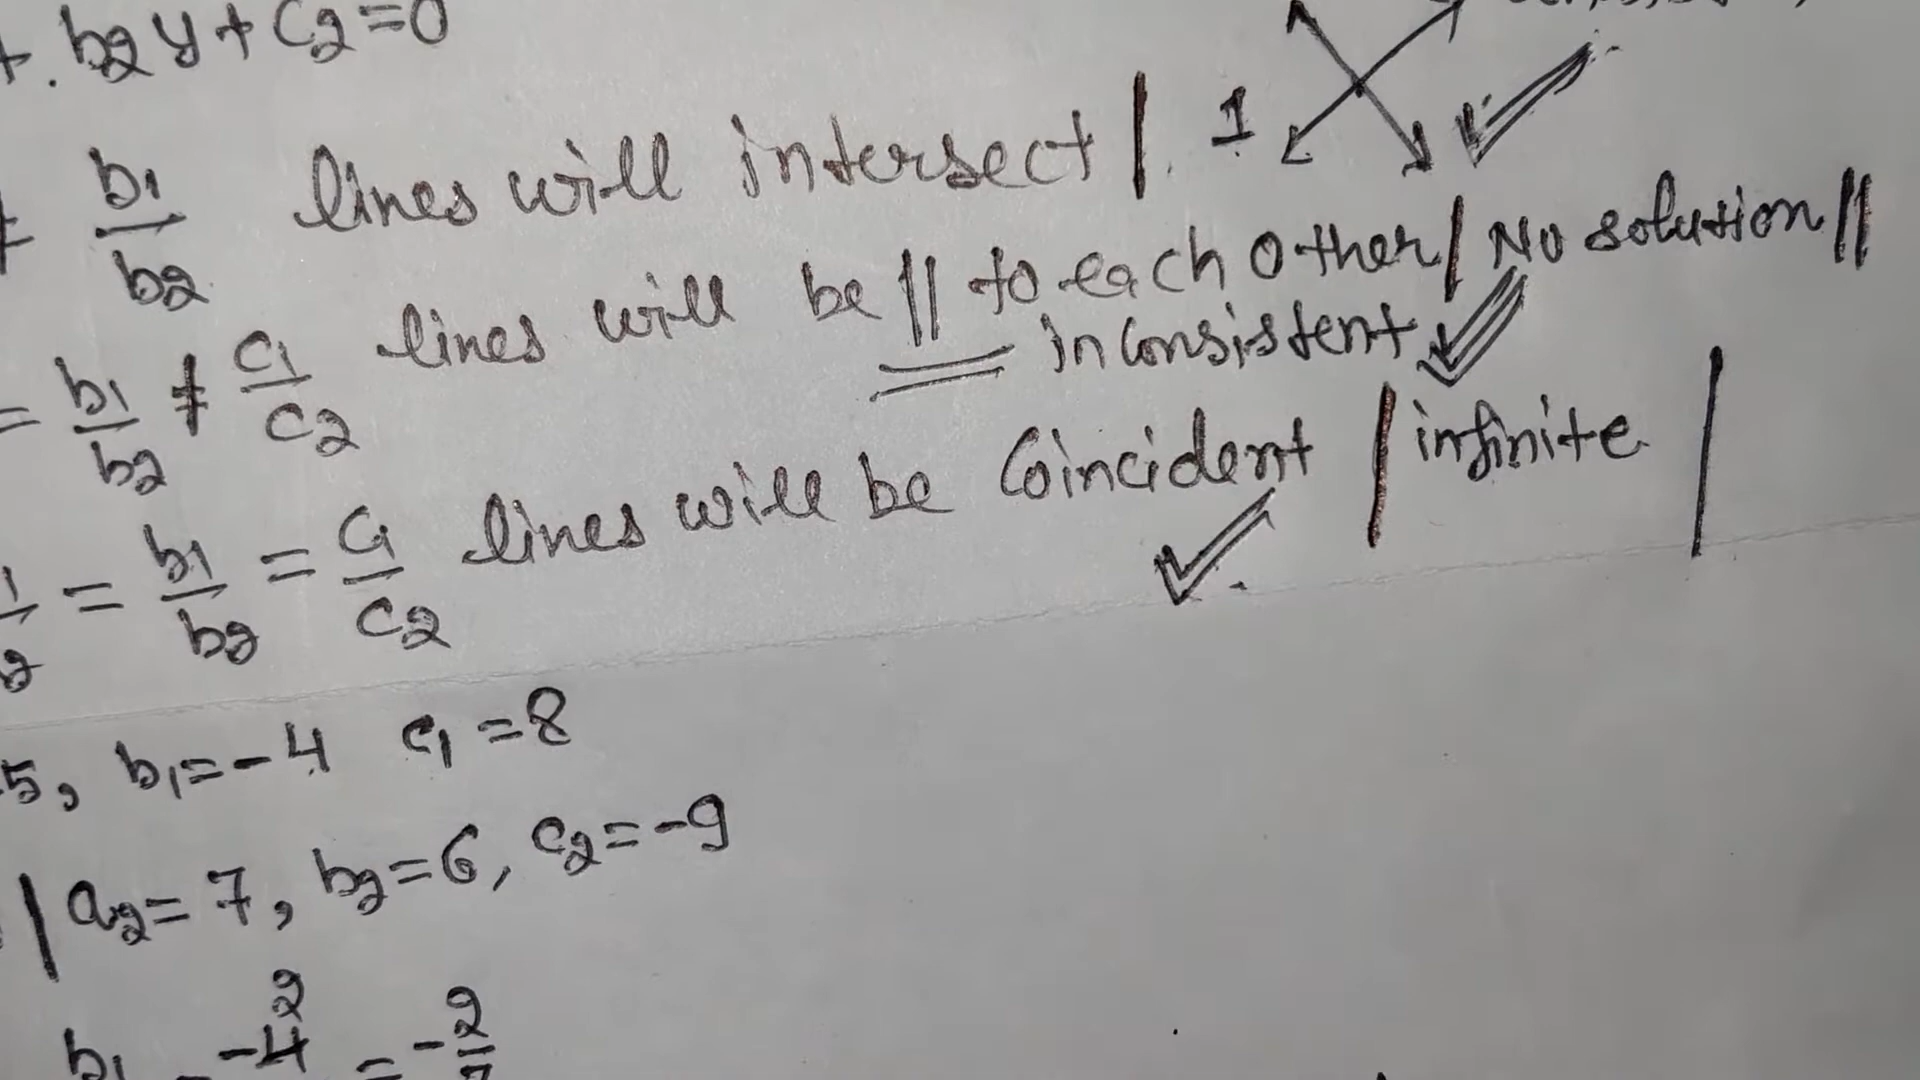 + b2y + c2 = 0
≠ b1/b2 lines will intersect | 1
= b1/b2 ≠ c1/c2 lines will be || to each other | No solution ||
inconsistent
= b1/b2 = c1/c2 lines will be Coincident | infinite |
5, b1 = -4 c1 = 8
| a2 = 7, b2 = 6, c2 = -9
b1 -4 2 = -2